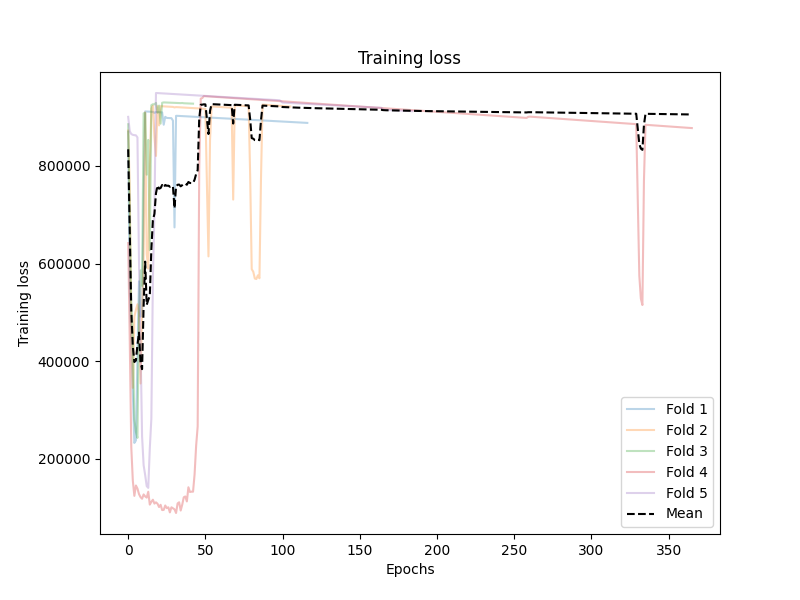 Training loss
Training loss
800000
600000
400000
200000
0
50
100
150
200
250
300
350
Epochs
Fold 1
Fold 2
Fold 3
Fold 4
Fold 5
Mean